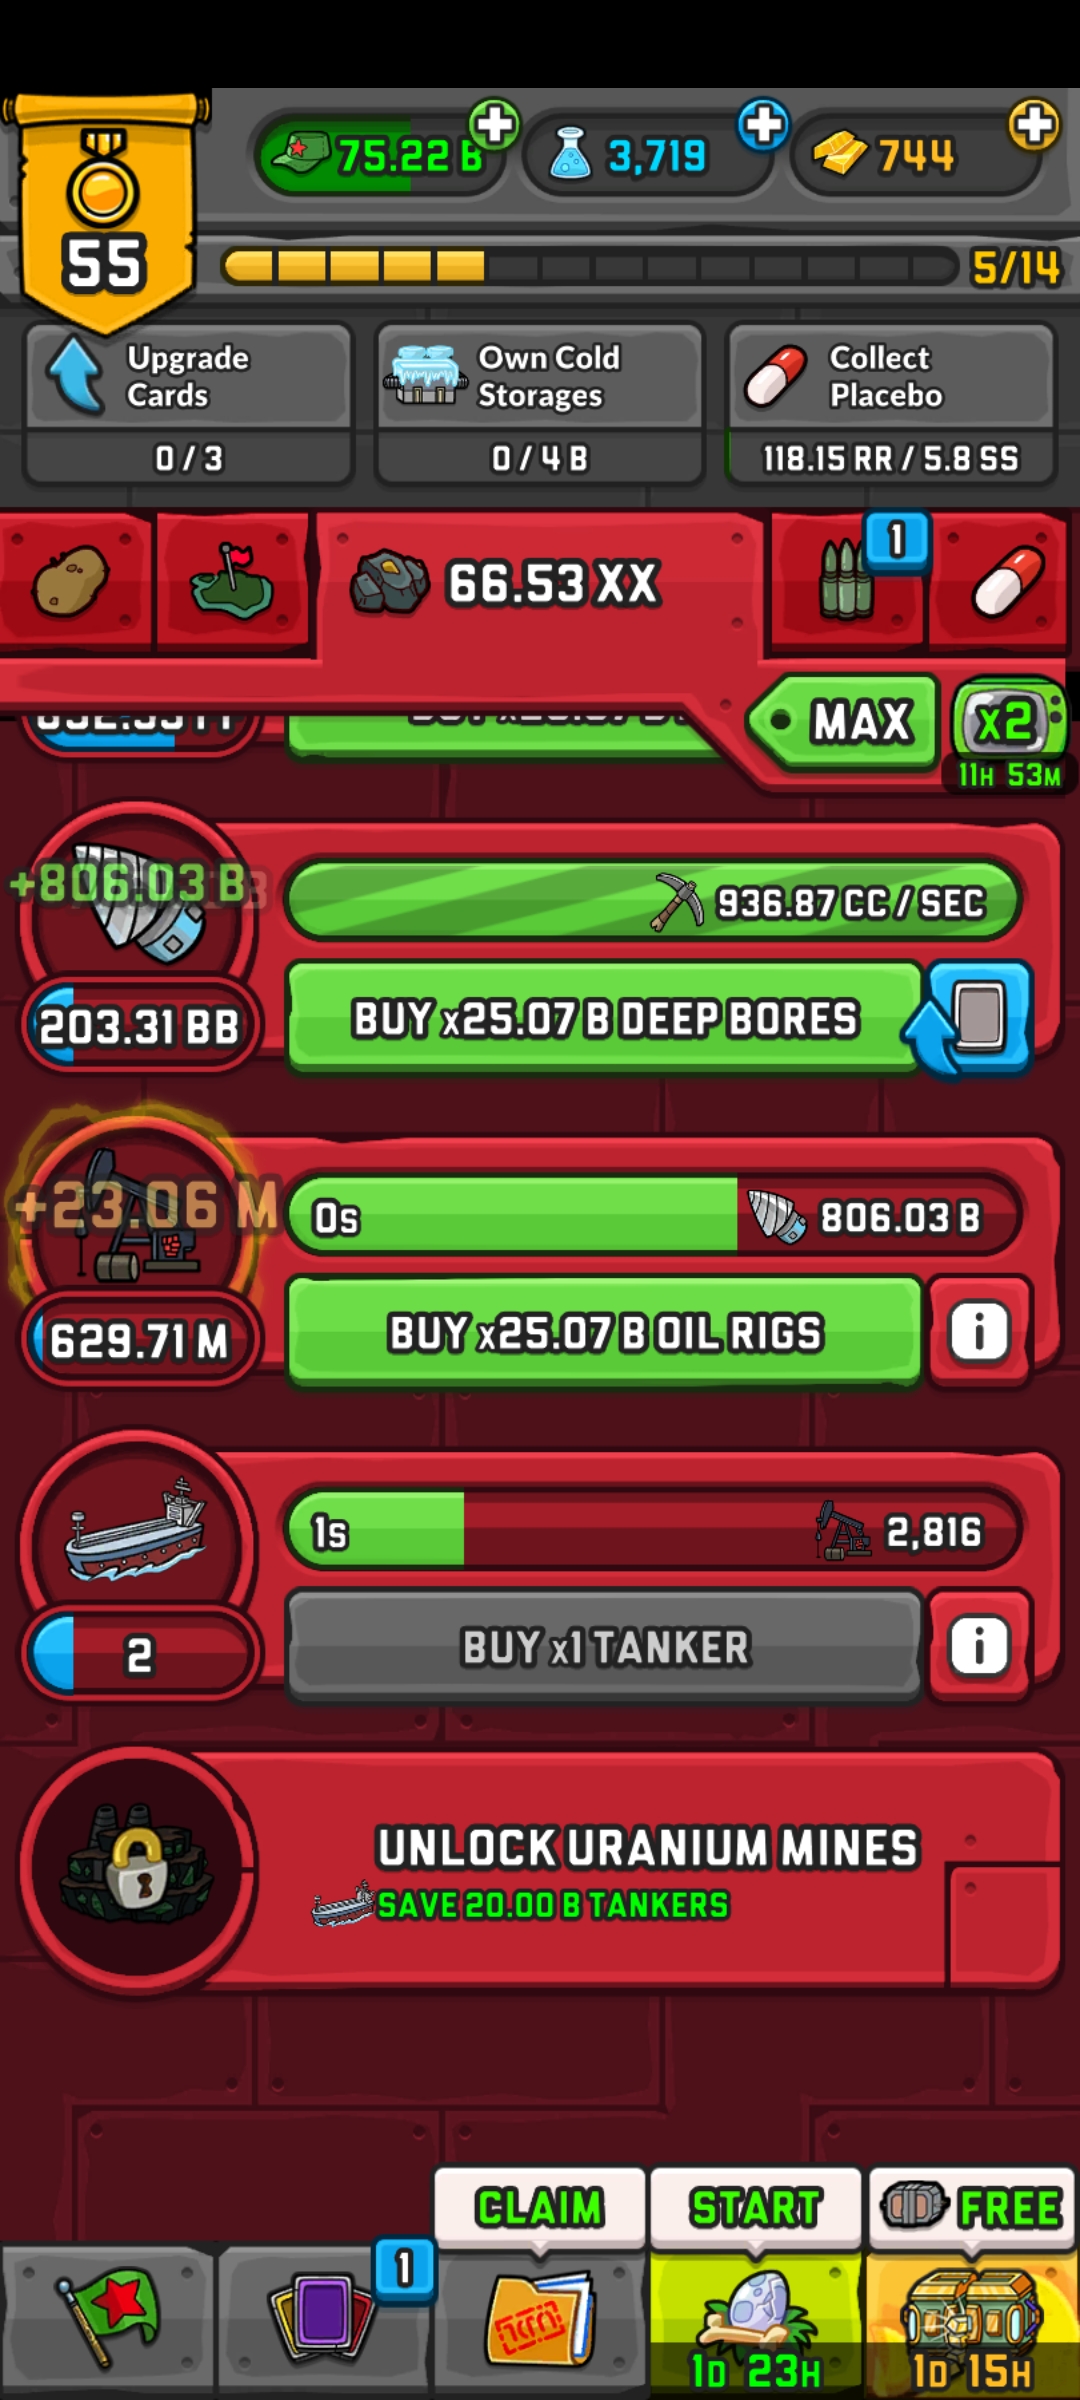 75.22 B
3,719
744
55
5/14
Upgrade
Cards
0 / 3
Own Cold
Storages
0 / 4 B
Collect
Placebo
118.15 RR / 5.8 SS
66.53 XX
1
MAX
x2
11H 53M
+806.03 B
936.87 CC / SEC
203.31 BB
BUY x25.07 B DEEP BORES
+23.06 M
0s
806.03 B
629.71 M
BUY x25.07 B OIL RIGS
i
1s
2,816
2
BUY x1 TANKER
i
UNLOCK URANIUM MINES
SAVE 20.00 B TANKERS
CLAIM
START
FREE
1
1D 23H
1D 15H